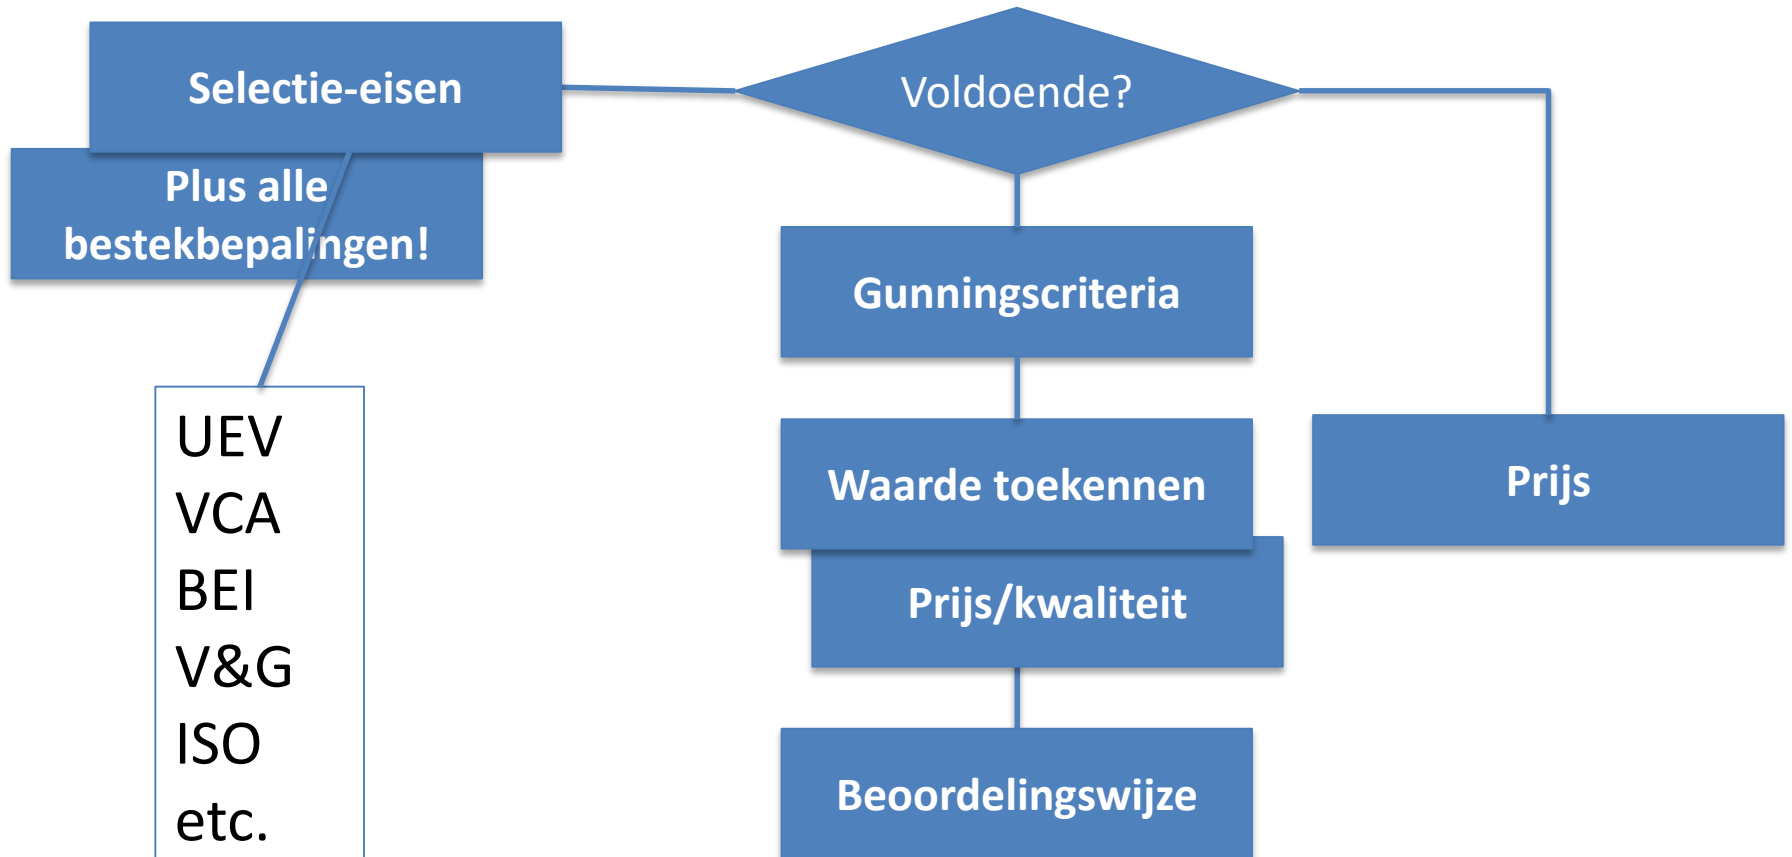 Selectie-eisen
Plus alle
bestekbepalingen!
UEV
VCA
BEI
V&G
ISO
etc.
Voldoende?
Gunningscriteria
Waarde toekennen
Prijs/kwaliteit
Beoordelingswijze
Prijs